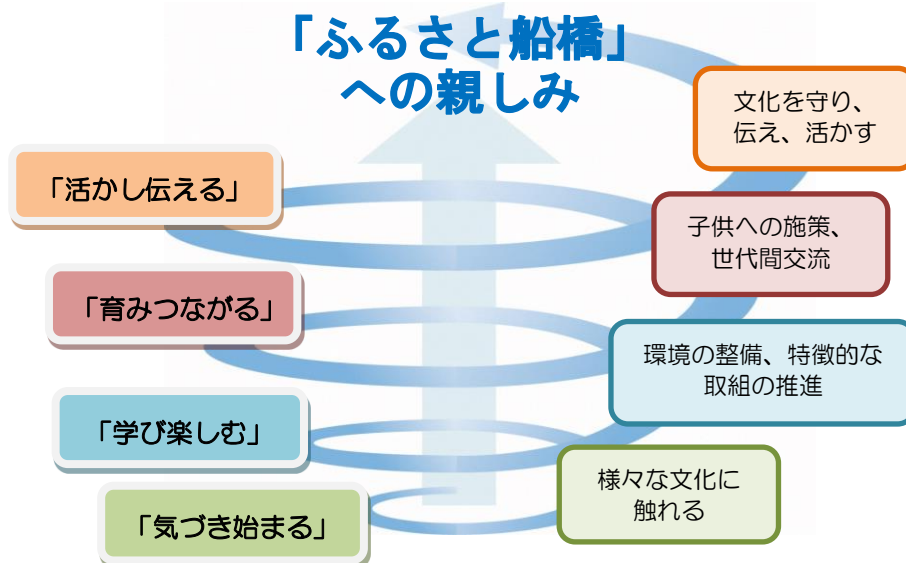 「ふるさと船橋」
への親しみ
文化を守り、
伝え、活かす
「活かし伝える」
子供への施策、
世代間交流
「育みつながる」
環境の整備、特徴的な
取組の推進
「学び楽しむ」
様々な文化に
触れる
「気づき始まる」